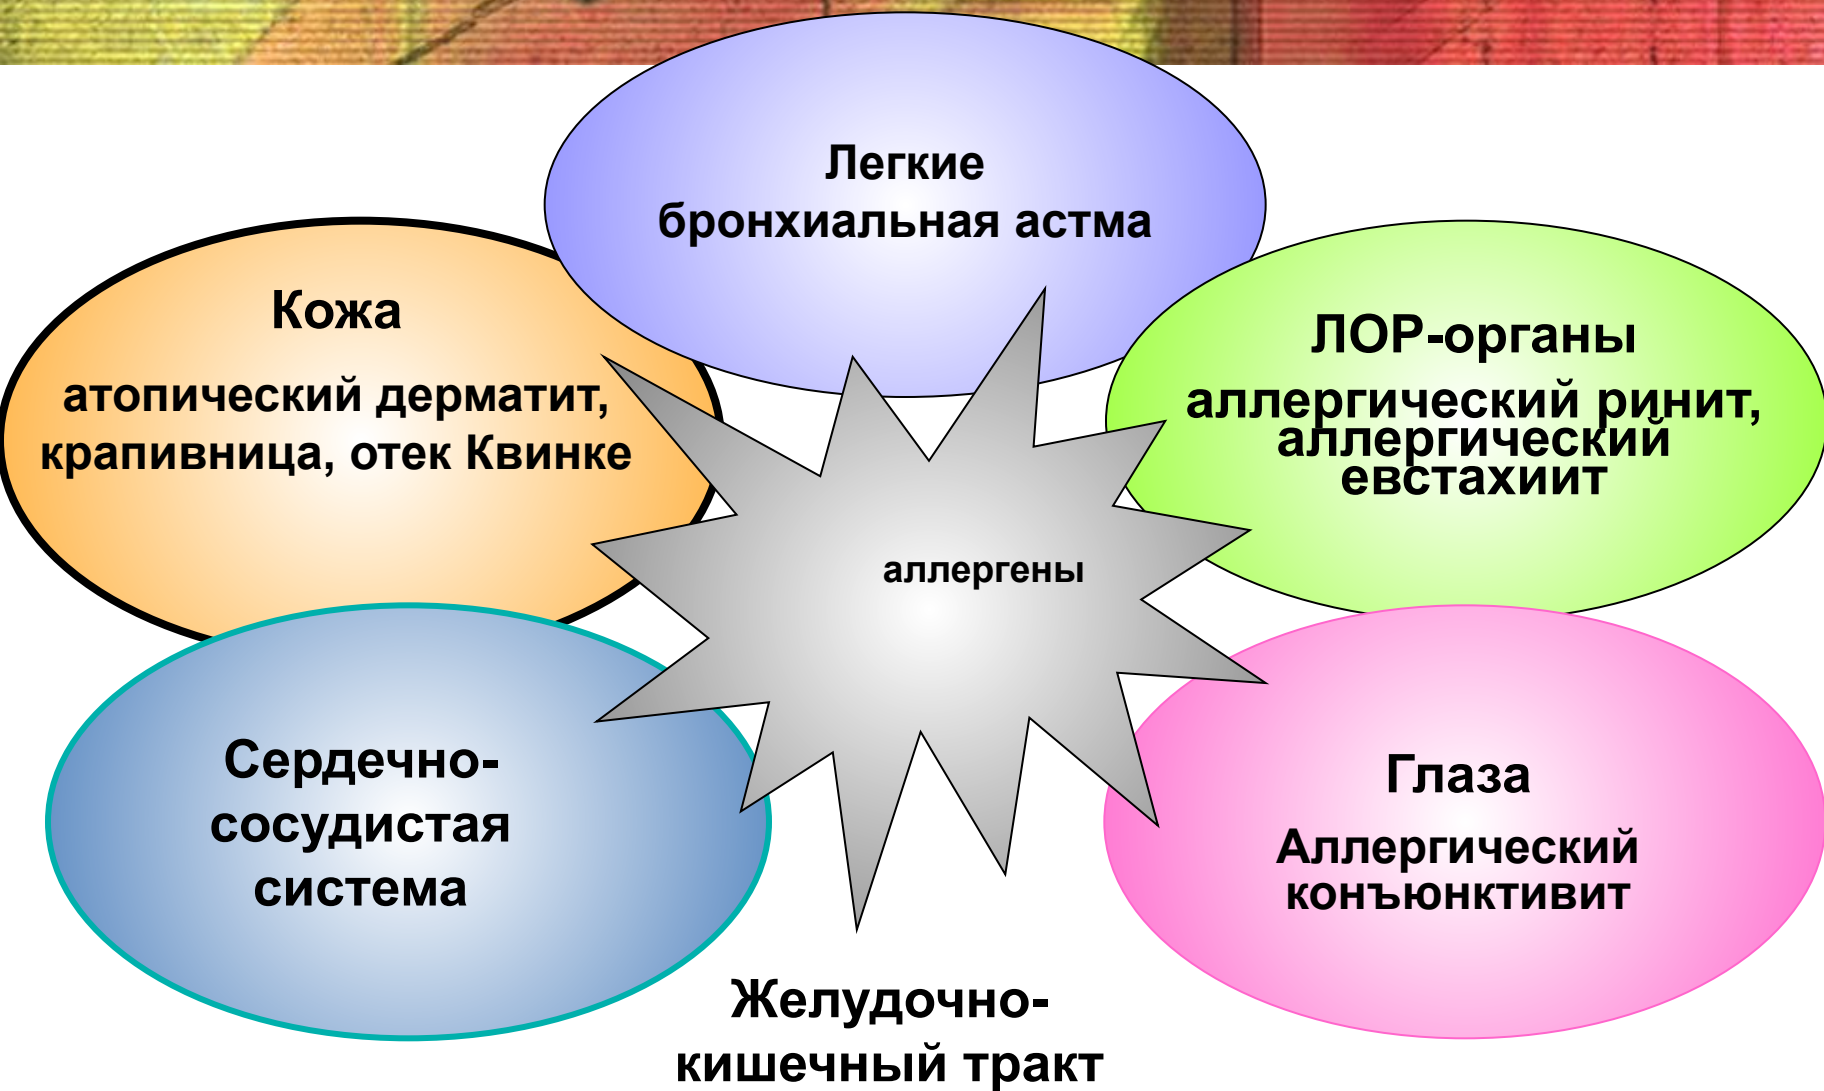 Легкие
бронхиальная астма
Кожа
атопический дерматит,
крапивница, отек Квинке
ЛОР-органы
аллергический ринит,
аллергический
евстахиит
аллергены
Сердечно-
сосудистая
система
Глаза
Аллергический
конъюнктивит
Желудочно-
кишечный тракт